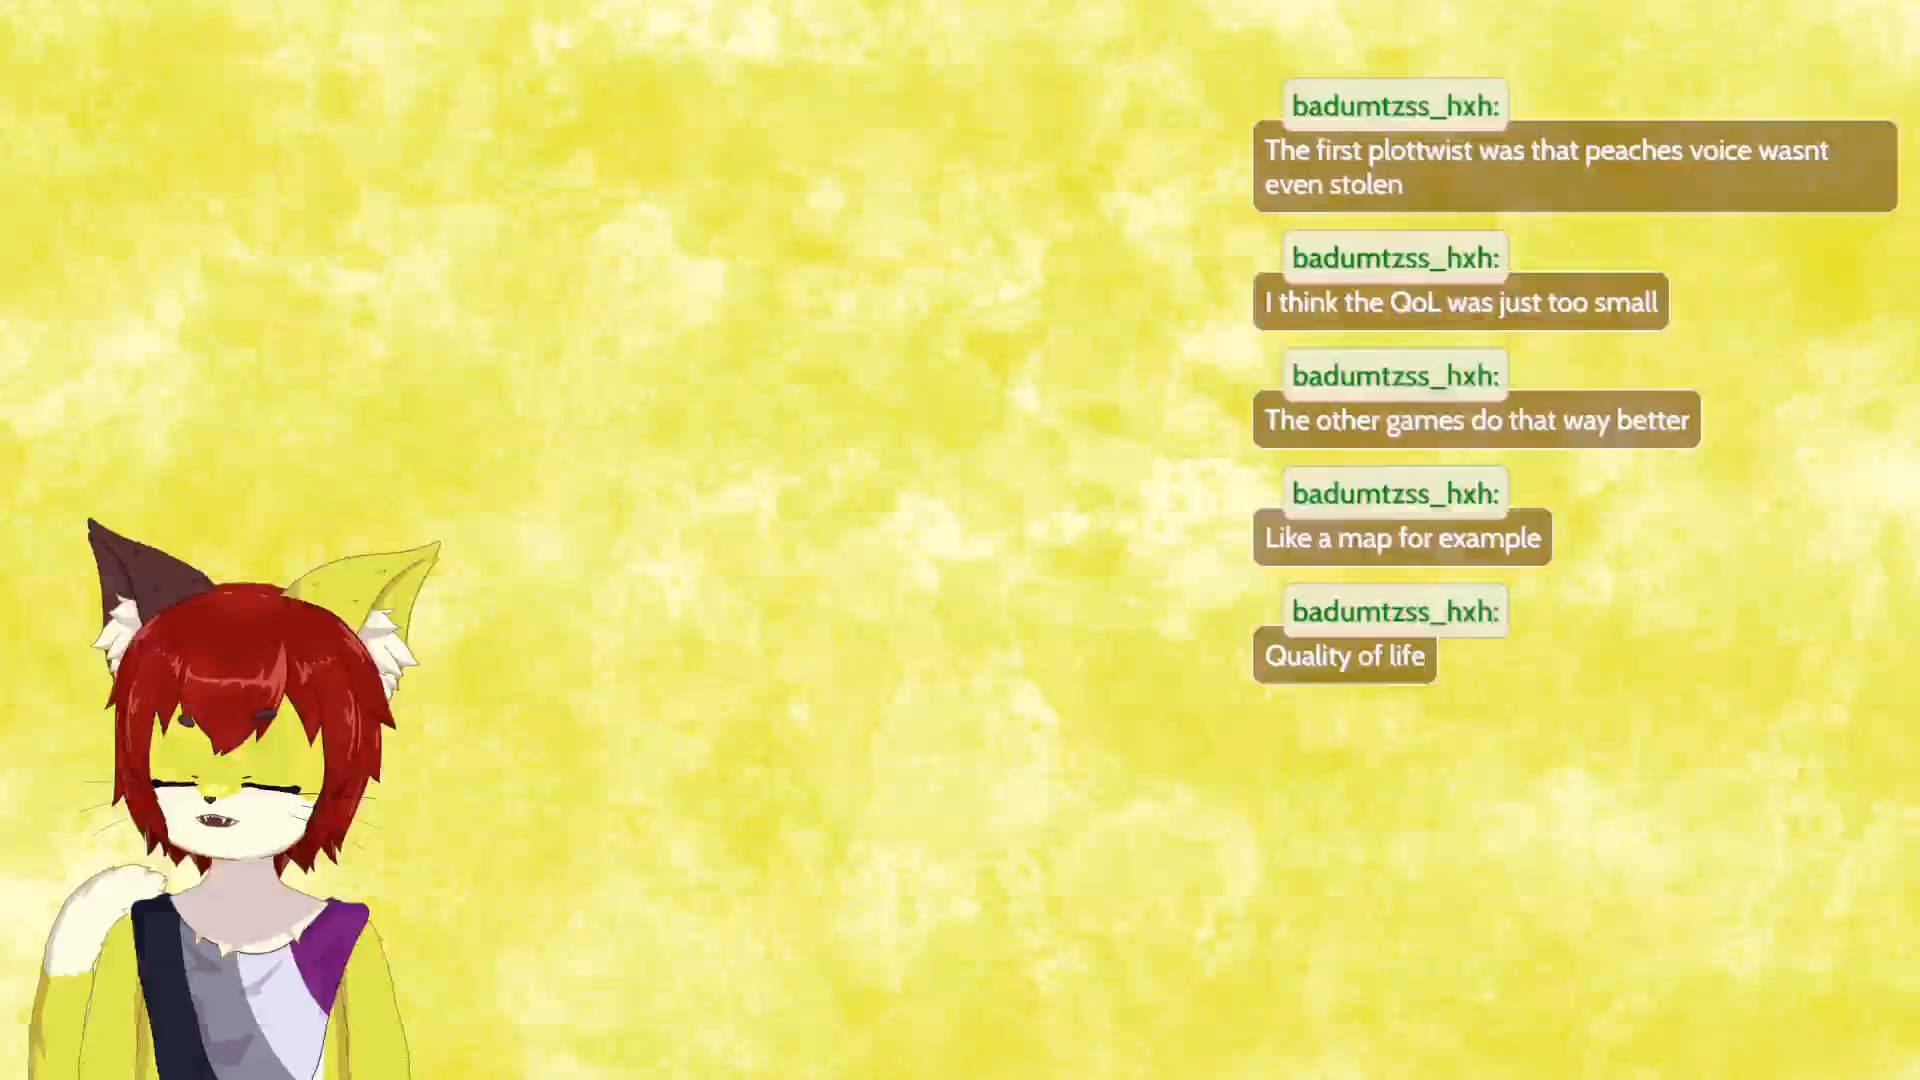 badumtzss_hxh:
The first plottwist was that peaches voice wasnt
even stolen
badumtzss_hxh:
I think the QoL was just too small
badumtzss_hxh:
The other games do that way better
badumtzss_hxh:
Like a map for example
badumtzss_hxh:
Quality of life